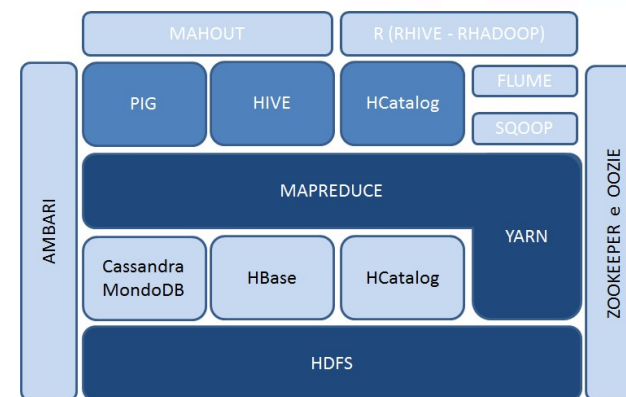 MAHOUT
R (RHIVE - RHADOOP)
AMBARI
PIG
HIVE
HCatalog
FLUME
SQOOP
ZOOKEEPER e OOZIE
MAPREDUCE
YARN
Cassandra
MondoDB
HBase
HCatalog
HDFS